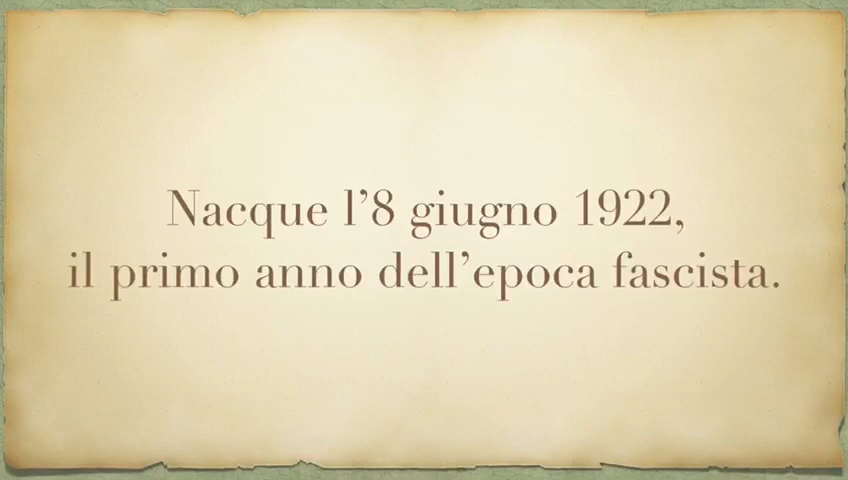 Nacque l’8 giugno 1922,
il primo anno dell’epoca fascista.